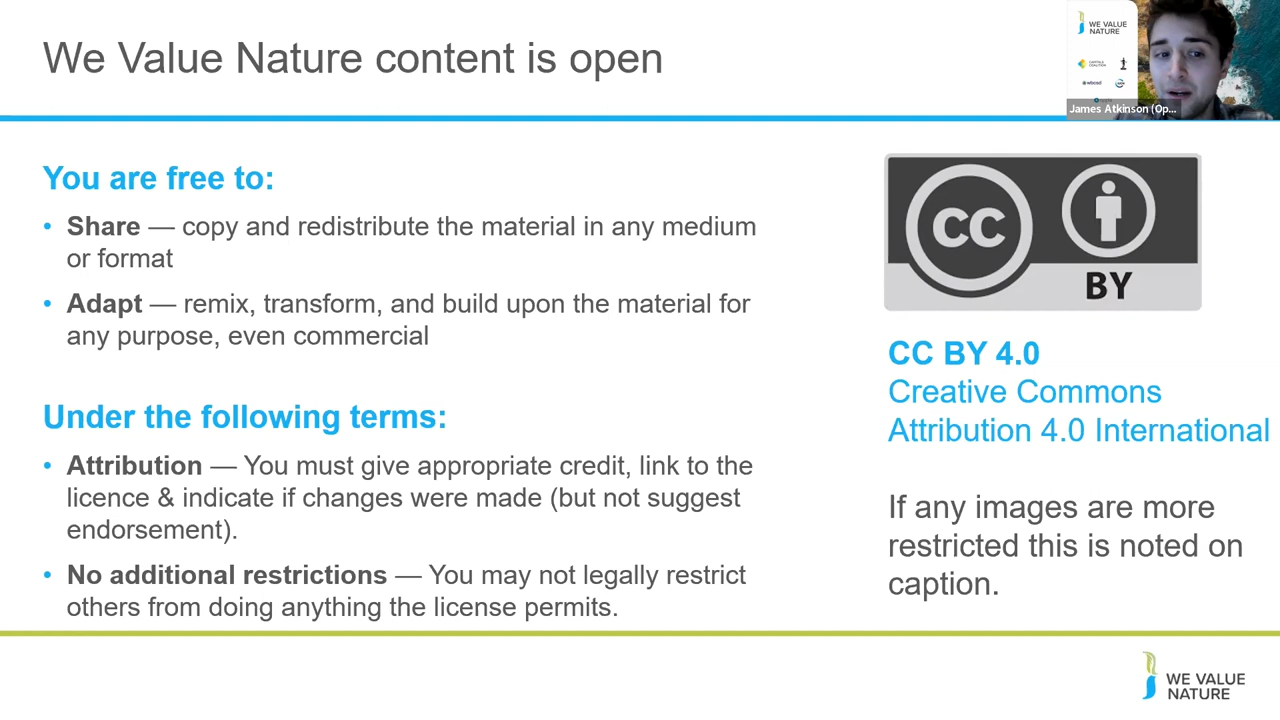 We Value Nature content is open
WE VALUE
NATURE
James Atkinson (Op...
You are free to:
• Share — copy and redistribute the material in any medium
or format
• Adapt — remix, transform, and build upon the material for
any purpose, even commercial
Under the following terms:
• Attribution — You must give appropriate credit, link to the
licence & indicate if changes were made (but not suggest
endorsement).
• No additional restrictions — You may not legally restrict
others from doing anything the license permits.
CC
BY
CC BY 4.0
Creative Commons
Attribution 4.0 International
If any images are more
restricted this is noted on
caption.
WE VALUE
NATURE